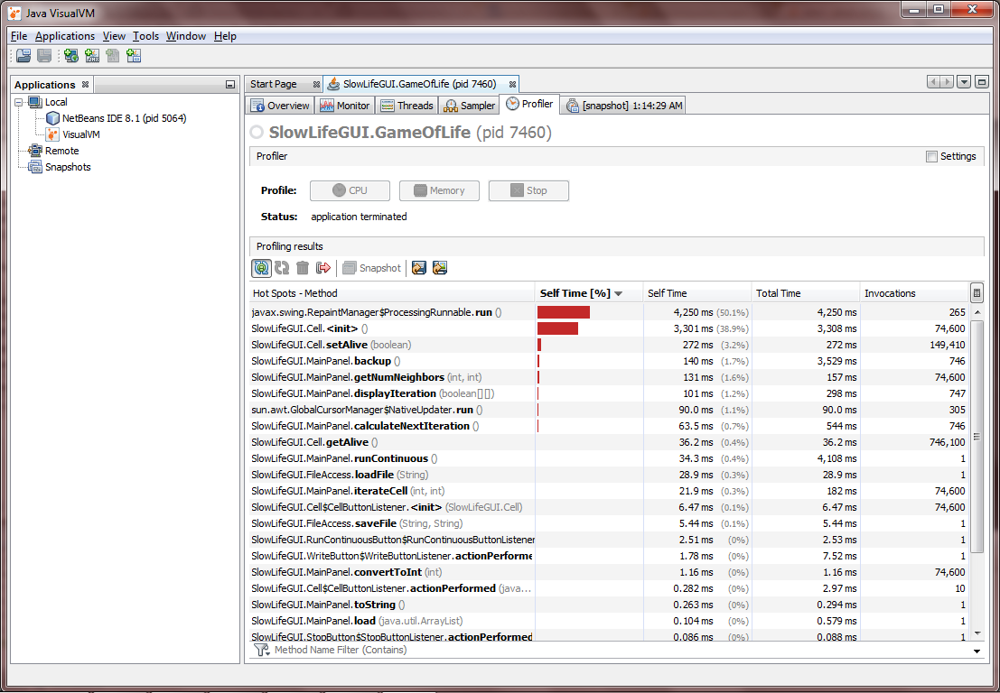 Java VisualVM
File Applications View Tools Window Help
Applications
Local
NetBeans IDE 8.1 (pid 5064)
VisualVM
Remote
Snapshots
Start Page SlowLifeGUI.GameOfLife (pid 7460)
Overview Monitor Threads Sampler Profiler [snapshot] 1:14:29 AM
SlowLifeGUI.GameOfLife (pid 7460)
Profiler Settings
Profile: CPU Memory Stop
Status: application terminated
Profiling results
Snapshot
Hot Spots - Method Self Time [%] Self Time Total Time Invocations
javax.swing.RepaintManager$ProcessingRunnable.run () 4,250 ms (50.1%) 4,250 ms 265
SlowLifeGUI.Cell.<init> () 3,301 ms (38.9%) 3,308 ms 74,600
SlowLifeGUI.Cell.setAlive (boolean) 272 ms (3.2%) 272 ms 149,410
SlowLifeGUI.MainPanel.backup () 140 ms (1.7%) 3,529 ms 746
SlowLifeGUI.MainPanel.getNumNeighbors (int, int) 131 ms (1.6%) 157 ms 74,600
SlowLifeGUI.MainPanel.displayIteration (boolean[][]) 101 ms (1.2%) 298 ms 747
sun.awt.GlobalCursorManager$NativeUpdater.run () 90.0 ms (1.1%) 90.0 ms 305
SlowLifeGUI.MainPanel.calculateNextIteration () 63.5 ms (0.7%) 544 ms 746
SlowLifeGUI.Cell.getAlive () 36.2 ms (0.4%) 36.2 ms 746,100
SlowLifeGUI.MainPanel.runContinuous () 34.3 ms (0.4%) 4,108 ms 1
SlowLifeGUI.FileAccess.loadFile (String) 28.9 ms (0.3%) 28.9 ms 1
SlowLifeGUI.MainPanel.iterateCell (int, int) 21.9 ms (0.3%) 182 ms 74,600
SlowLifeGUI.Cell$CellButtonListener.<init> (SlowLifeGUI.Cell) 6.47 ms (0.1%) 6.47 ms 74,600
SlowLifeGUI.FileAccess.saveFile (String, String) 5.44 ms (0.1%) 5.44 ms 1
SlowLifeGUI.RunContinuousButton$RunContinuousButtonListener 2.51 ms (0%) 2.53 ms 1
SlowLifeGUI.WriteButton$WriteButtonListener.actionPerforme 1.78 ms (0%) 7.52 ms 1
SlowLifeGUI.MainPanel.convertToInt (int) 1.16 ms (0%) 1.16 ms 74,600
SlowLifeGUI.Cell$CellButtonListener.actionPerformed (java... 0.282 ms (0%) 2.97 ms 10
SlowLifeGUI.MainPanel.toString () 0.263 ms (0%) 0.294 ms 1
SlowLifeGUI.MainPanel.load (java.util.ArrayList) 0.104 ms (0%) 0.579 ms 1
SlowLifeGUI.StopButton$StopButtonListener.actionPerformed 0.086 ms (0%) 0.088 ms 1
Method Name Filter (Contains)